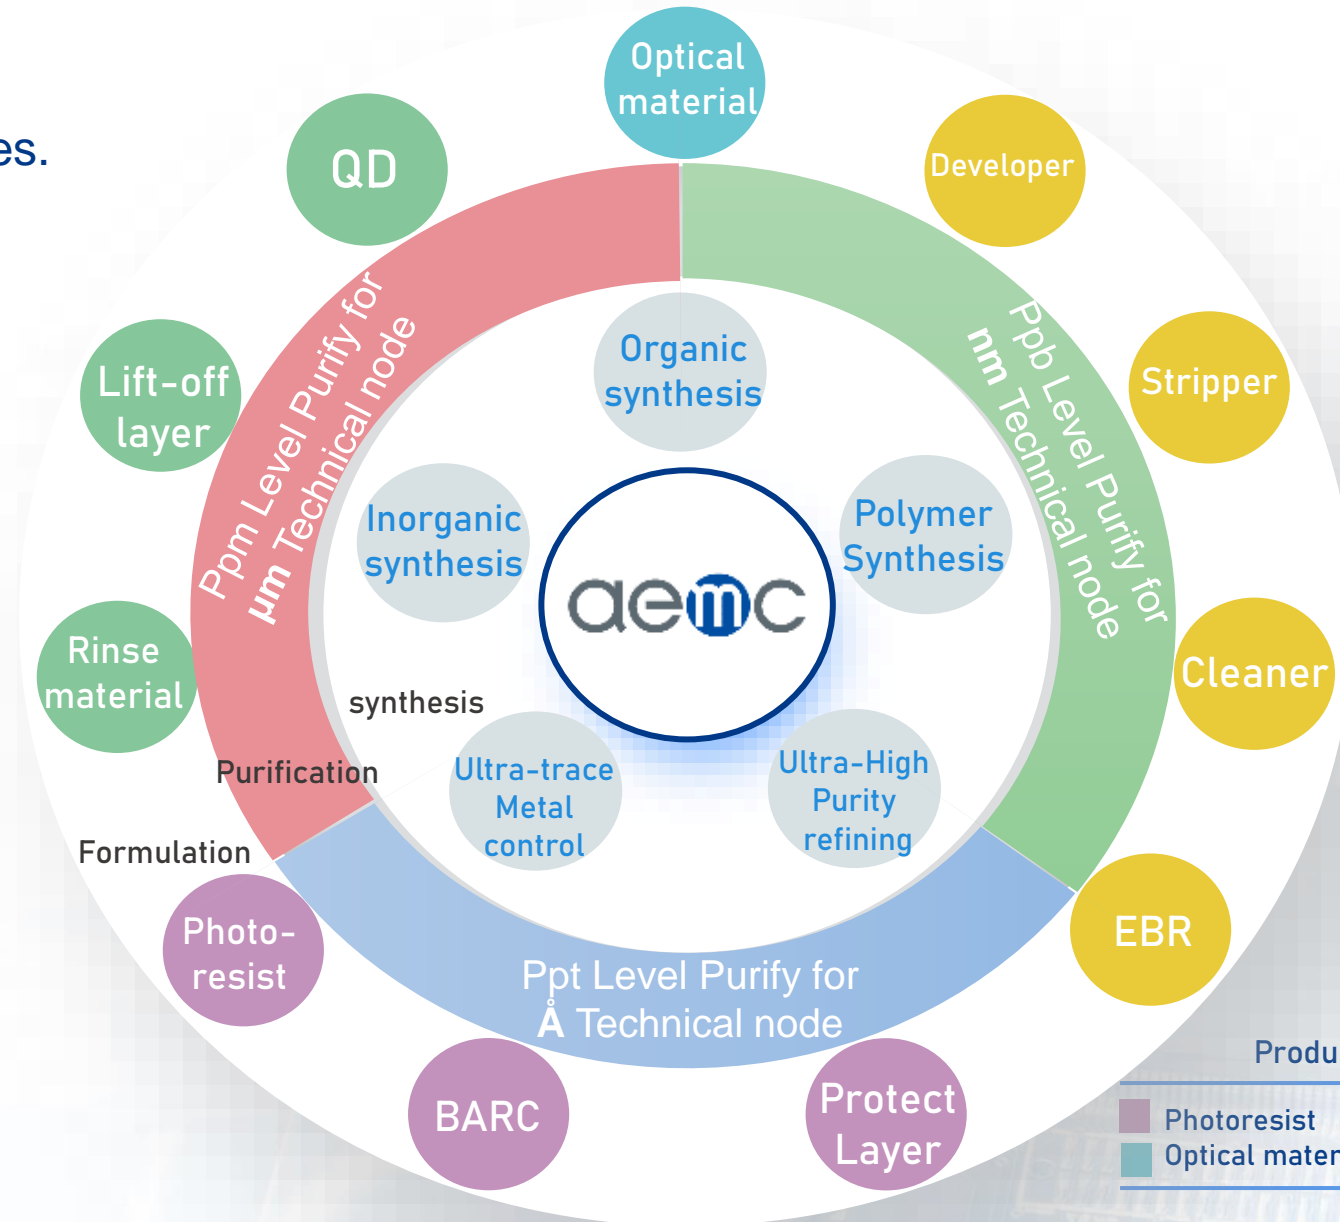 es.
Optical
material
QD
Developer
Lift-off
layer
Stripper
Ppm Level Purify for
µm Technical node
Ppb Level Purify for
nm Technical node
Organic
synthesis
Inorganic
synthesis
Polymer
Synthesis
aemc
Rinse
material
Cleaner
synthesis
Purification
Formulation
Ultra-trace
Metal
control
Ultra-High
Purity
refining
Photo-
resist
EBR
Ppt Level Purify for
Å Technical node
BARC
Protect
Layer
Produ
Photoresist
Optical mater